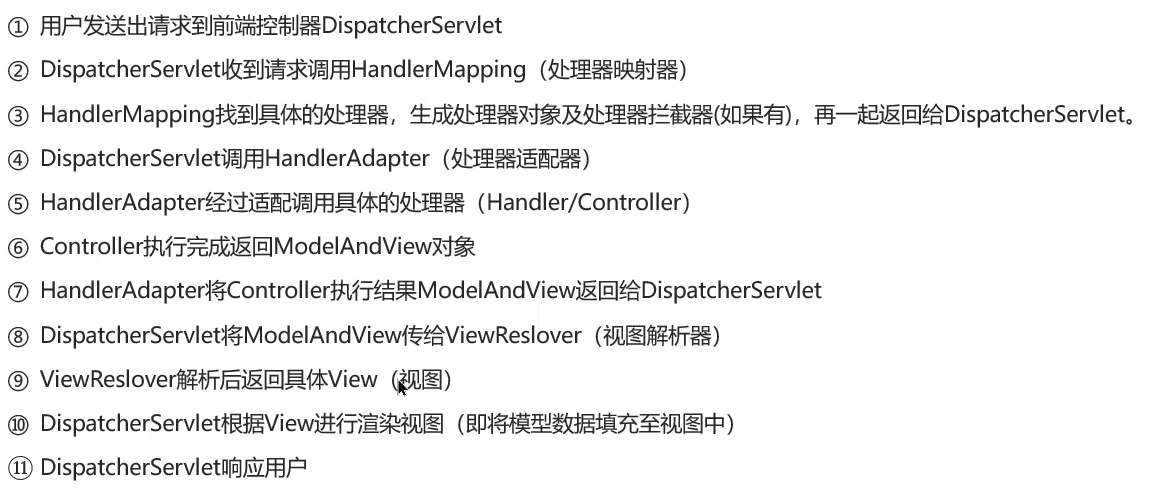 ① 用户发送出请求到前端控制器DispatcherServlet
② DispatcherServlet收到请求调用HandlerMapping（处理器映射器）
③ HandlerMapping找到具体的处理器，生成处理器对象及处理器拦截器(如果有)，再一起返回给DispatcherServlet。
④ DispatcherServlet调用HandlerAdapter（处理器适配器）
⑤ HandlerAdapter经过适配调用具体的处理器（Handler/Controller）
⑥ Controller执行完成返回ModelAndView对象
⑦ HandlerAdapter将Controller执行结果ModelAndView返回给DispatcherServlet
⑧ DispatcherServlet将ModelAndView传给ViewReslover（视图解析器）
⑨ ViewReslover解析后返回具体View（视图）
⑩ DispatcherServlet根据View进行渲染视图（即将模型数据填充至视图中）
⑪ DispatcherServlet响应用户